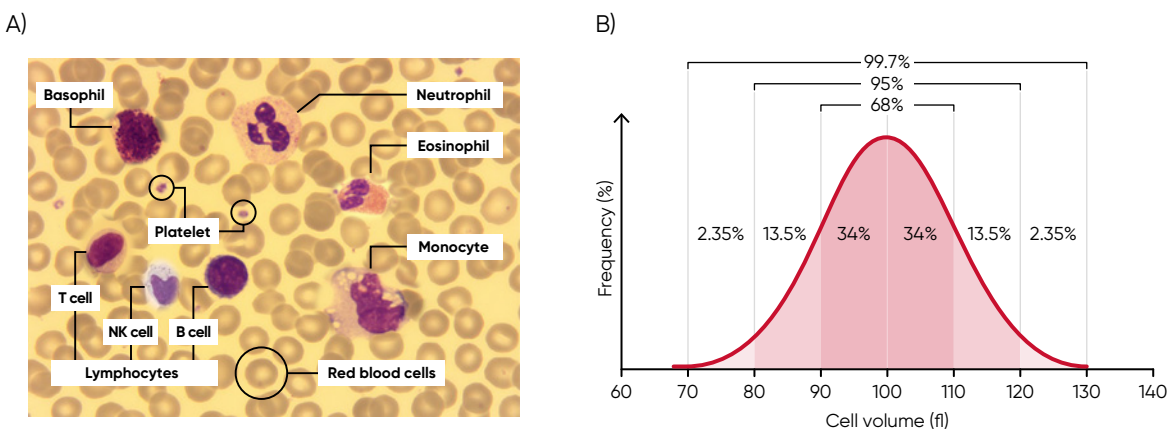 A)
Basophil
Neutrophil
Eosinophil
Platelet
Monocyte
T cell
NK cell
B cell
Lymphocytes
Red blood cells
B)
99.7%
95%
68%
Frequency (%)
2.35%
13.5%
34%
34%
13.5%
2.35%
60 70 80 90 100 110 120 130 140
Cell volume (fl)